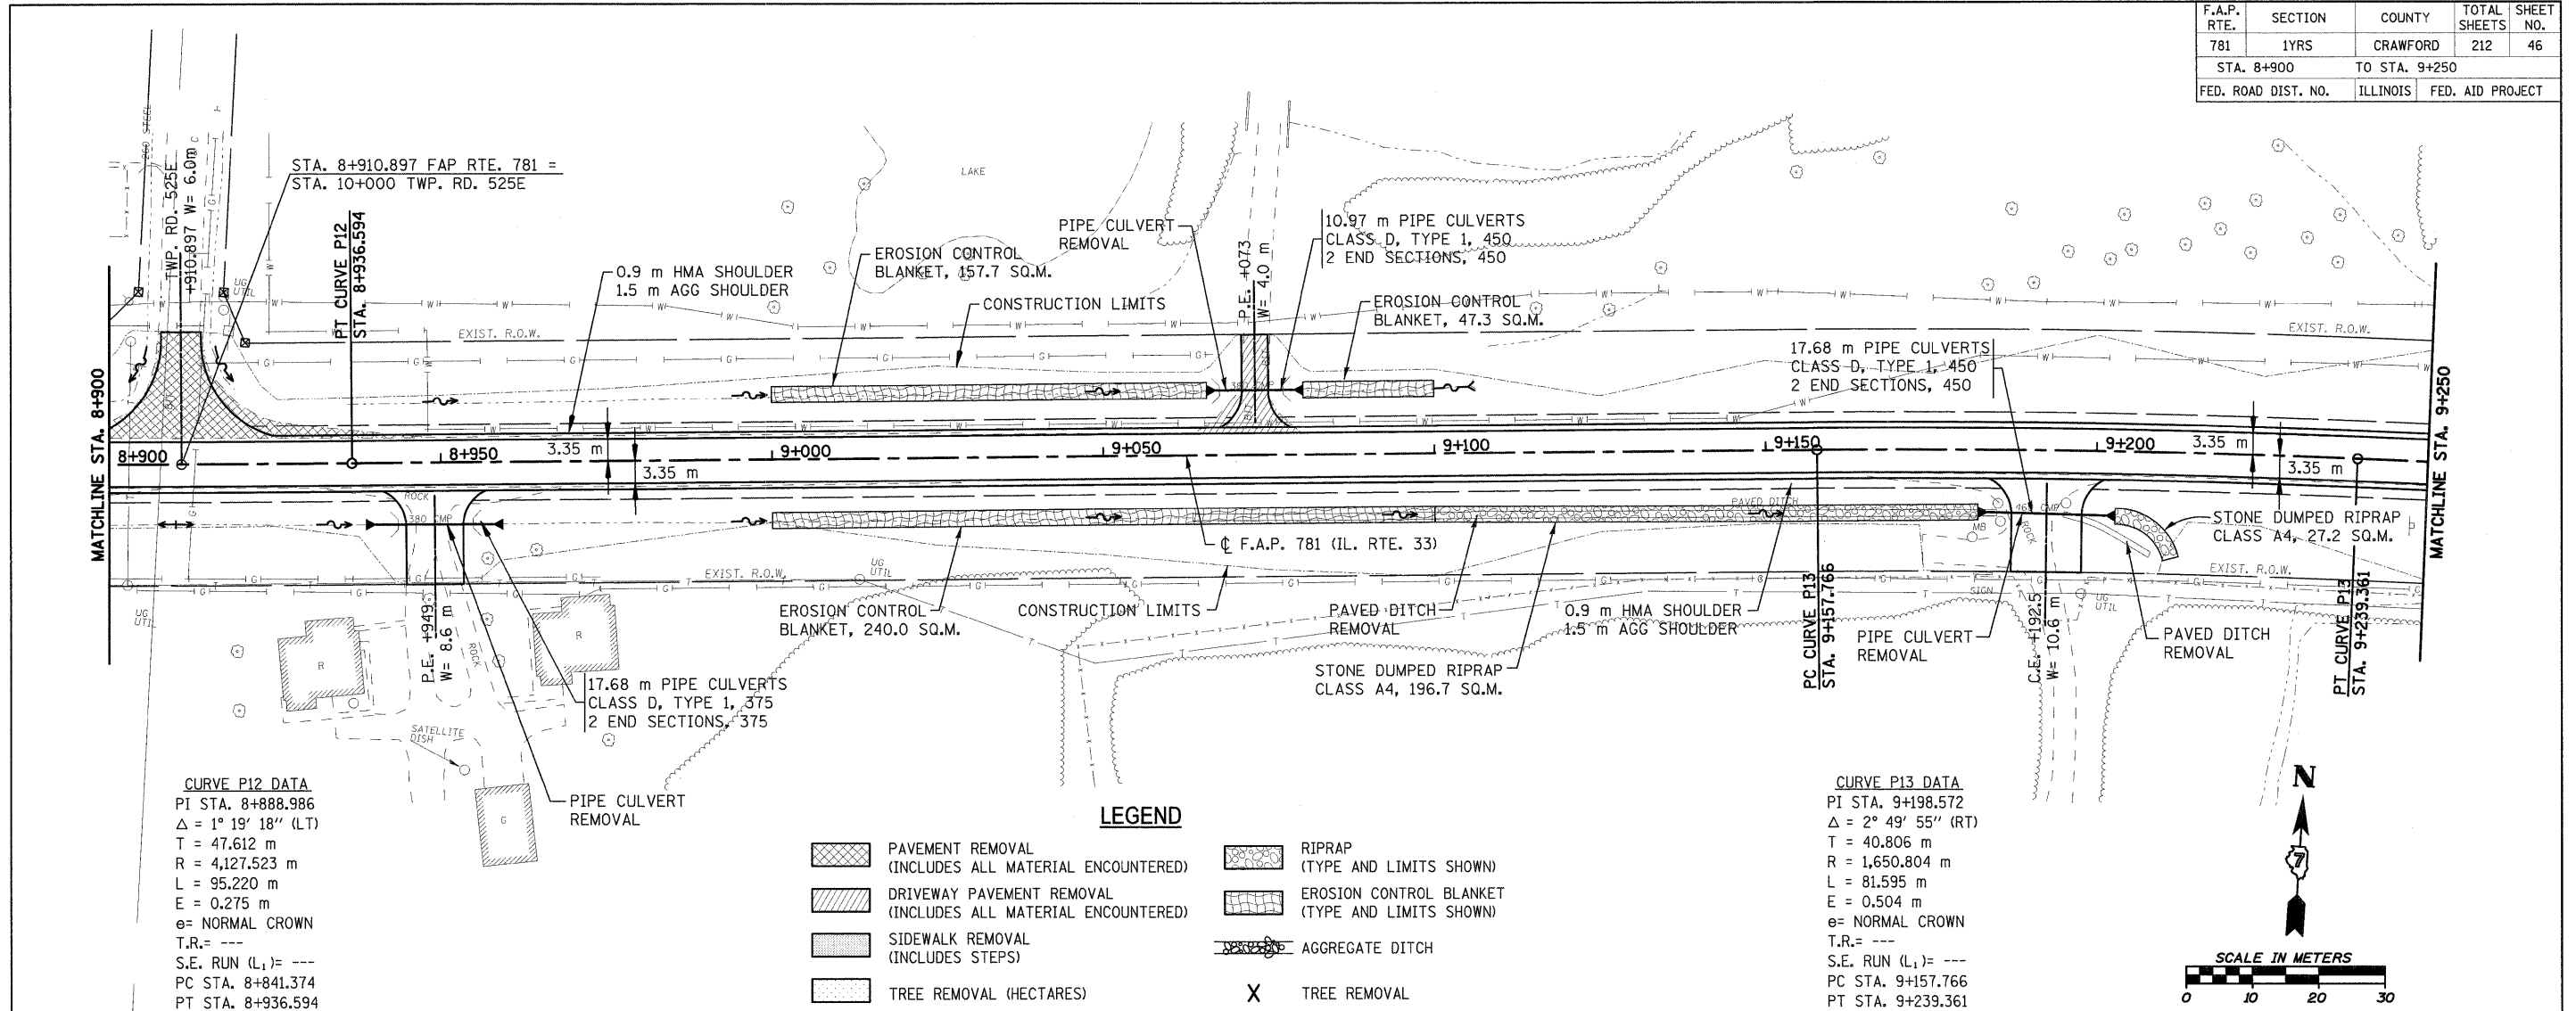 F.A.P. RTE. SECTION COUNTY TOTAL SHEETS SHEET NO.
781 1YRS CRAWFORD 212 46
STA. 8+900 TO STA. 9+250
FED. ROAD DIST. NO. ILLINOIS FED. AID PROJECT
STA. 8+910.897 FAP RTE. 781 =
STA. 10+000 TWP. RD. 525E
TWP. RD. 525E
+910.897 W= 6.0m
PT CURVE P12
STA. 8+936.594
0.9 m HMA SHOULDER
1.5 m AGG SHOULDER
EROSION CONTROL
BLANKET, 157.7 SQ.M.
LAKE
CONSTRUCTION LIMITS
PIPE CULVERT
REMOVAL
P.E. +073
W= 4.0 m
10.97 m PIPE CULVERTS
CLASS D, TYPE 1, 450
2 END SECTIONS, 450
EROSION CONTROL
BLANKET, 47.3 SQ.M.
17.68 m PIPE CULVERTS
CLASS D, TYPE 1, 450
2 END SECTIONS, 450
EXIST. R.O.W.
EXIST. R.O.W.
UG
UTIL
MATCHLINE STA. 8+900
MATCHLINE STA. 9+250
8+900
8+950
9+000
9+050
9+100
9+150
9+200
3.35 m
3.35 m
3.35 m
3.35 m
ROCK
380 CMP
PAVED DITCH
MB
ROCK
℄ F.A.P. 781 (IL. RTE. 33)
STONE DUMPED RIPRAP
CLASS A4, 27.2 SQ.M.
UG
UTIL
EXIST. R.O.W.
UG
UTIL
EXIST. R.O.W.
SIGN
UG
UTIL
P.E. +949
W= 8.6 m
ROCK
R
R
G
EROSION CONTROL
BLANKET, 240.0 SQ.M.
CONSTRUCTION LIMITS
PAVED DITCH
REMOVAL
0.9 m HMA SHOULDER
1.5 m AGG SHOULDER
PC CURVE P13
STA. 9+157.766
PIPE CULVERT
REMOVAL
C.E. +192.5
W= 10.6 m
PAVED DITCH
REMOVAL
PT CURVE P13
STA. 9+239.361
STONE DUMPED RIPRAP
CLASS A4, 196.7 SQ.M.
17.68 m PIPE CULVERTS
CLASS D, TYPE 1, 375
2 END SECTIONS, 375
SATELLITE
DISH
PIPE CULVERT
REMOVAL
CURVE P12 DATA
PI STA. 8+888.986
Δ = 1° 19' 18" (LT)
T = 47.612 m
R = 4,127.523 m
L = 95.220 m
E = 0.275 m
e= NORMAL CROWN
T.R.= ---
S.E. RUN (L₁)= ---
PC STA. 8+841.374
PT STA. 8+936.594
LEGEND
PAVEMENT REMOVAL
(INCLUDES ALL MATERIAL ENCOUNTERED)
DRIVEWAY PAVEMENT REMOVAL
(INCLUDES ALL MATERIAL ENCOUNTERED)
SIDEWALK REMOVAL
(INCLUDES STEPS)
TREE REMOVAL (HECTARES)
RIPRAP
(TYPE AND LIMITS SHOWN)
EROSION CONTROL BLANKET
(TYPE AND LIMITS SHOWN)
AGGREGATE DITCH
X TREE REMOVAL
CURVE P13 DATA
PI STA. 9+198.572
Δ = 2° 49' 55" (RT)
T = 40.806 m
R = 1,650.804 m
L = 81.595 m
E = 0.504 m
e= NORMAL CROWN
T.R.= ---
S.E. RUN (L₁)= ---
PC STA. 9+157.766
PT STA. 9+239.361
N
7
SCALE IN METERS
0 10 20 30